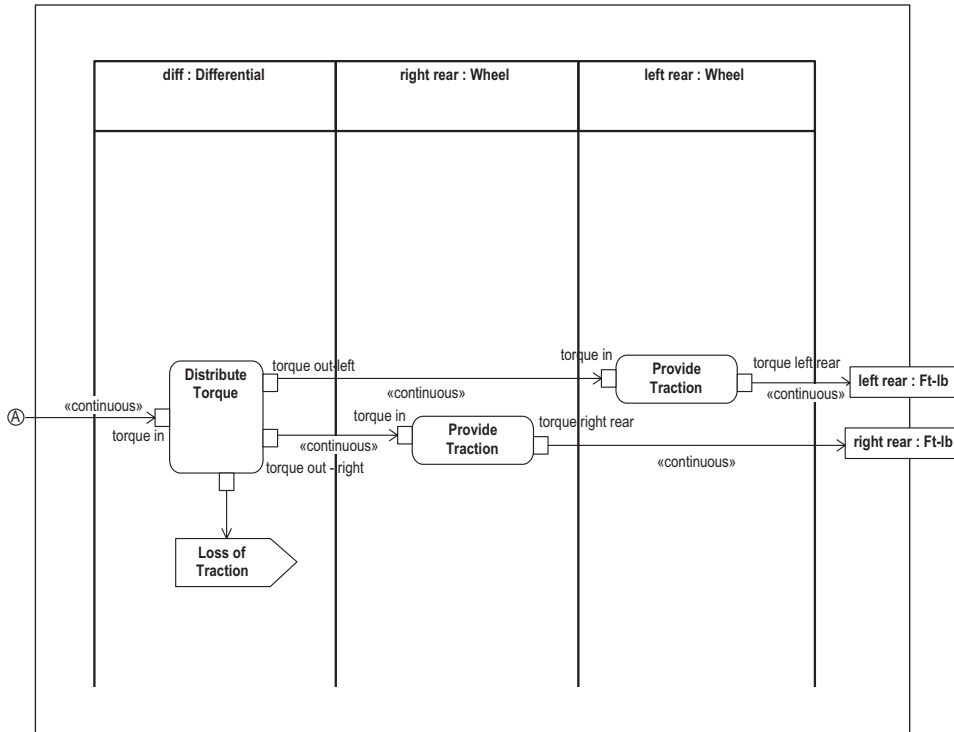 diff : Differential
right rear : Wheel
left rear : Wheel
torque out-left
torque in
Provide
Traction
torque left rear
left rear : Ft-lb
Distribute
Torque
«continuous»
«continuous»
«continuous»
A
torque in
torque in
Provide
Traction
torque right rear
right rear : Ft-lb
«continuous»
«continuous»
torque out - right
Loss of
Traction